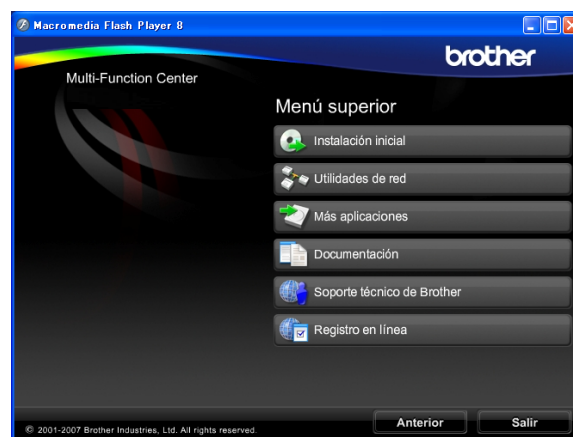 Macromedia Flash Player 8
brother
Multi-Function Center
Menú superior
Instalación inicial
Utilidades de red
Más aplicaciones
Documentación
Soporte técnico de Brother
Registro en línea
Anterior
Salir
© 2001-2007 Brother Industries, Ltd. All rights reserved.